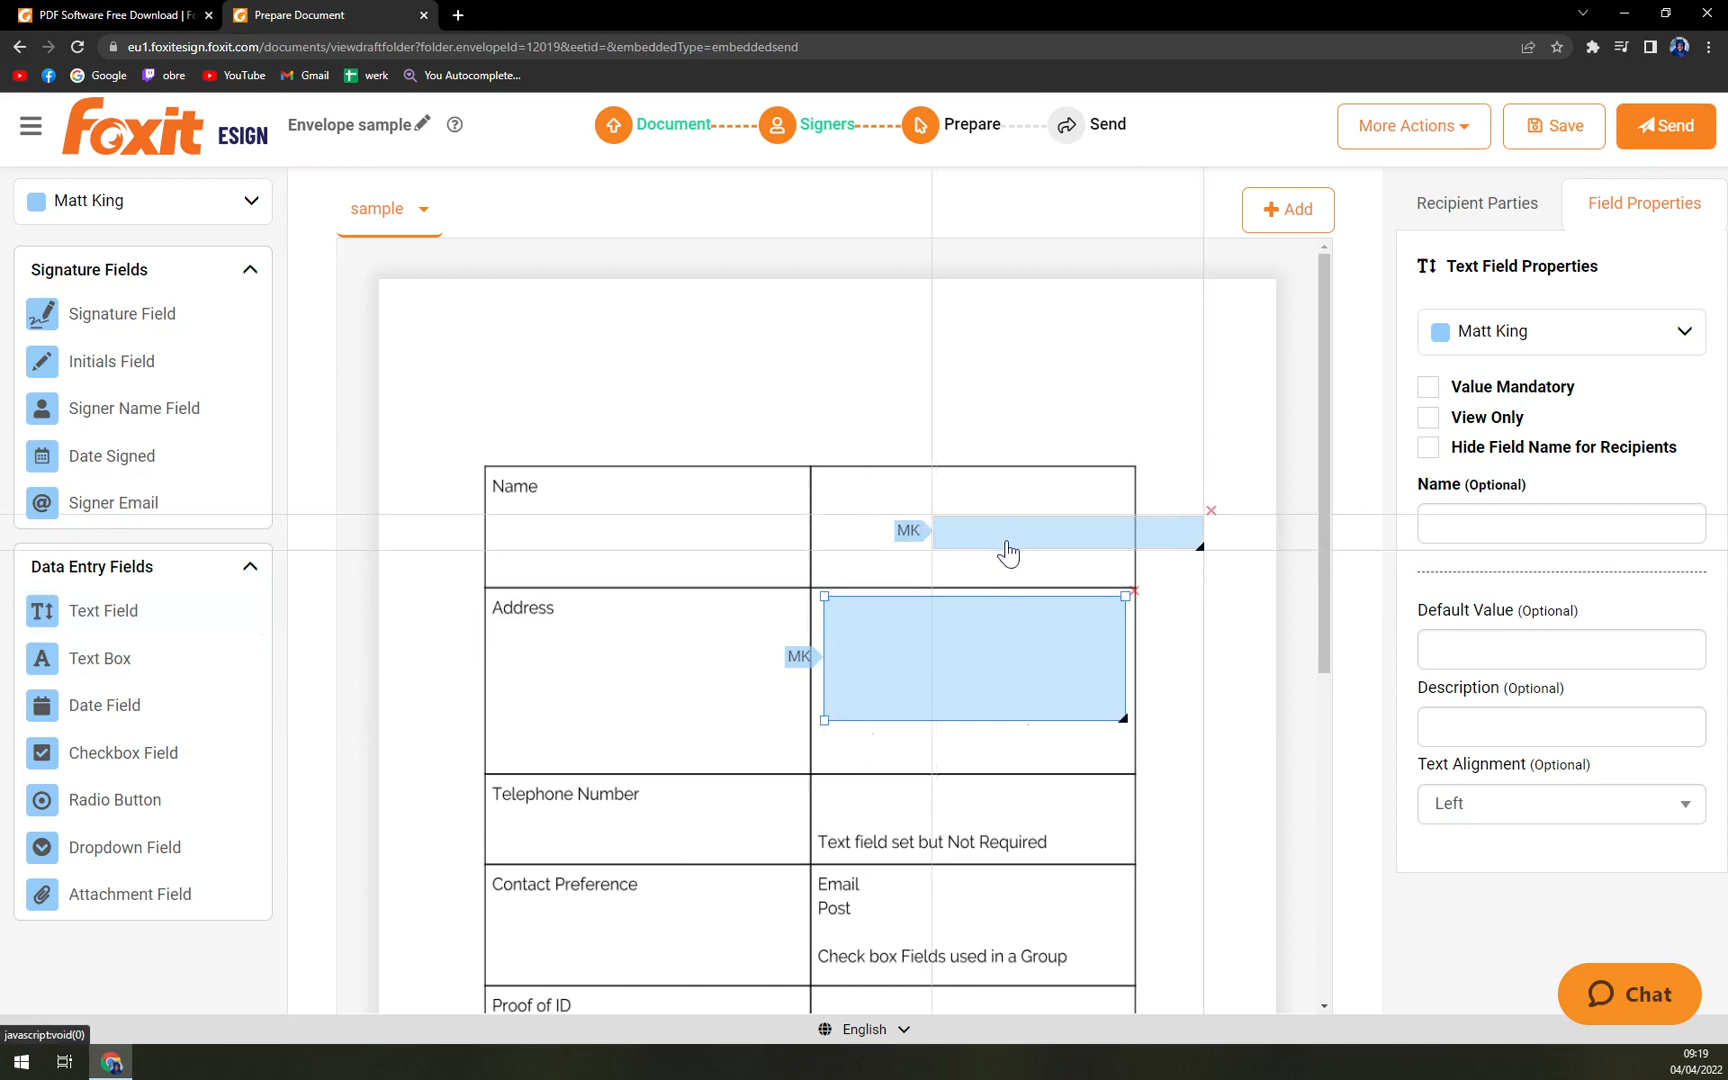 PDF Software Free Download | Fo
Prepare Document
eu1.foxitesign.foxit.com/documents/viewdraftfolder?folder.envelopeId=12019&eetid=&embeddedType=embeddedsend
Google
obre
YouTube
Gmail
werk
You Autocomplete...
foxit ESIGN
Envelope sample
Document
Signers
Prepare
Send
More Actions
Save
Send
Matt King
sample
+ Add
Recipient Parties
Field Properties
Signature Fields
Signature Field
Initials Field
Signer Name Field
Date Signed
Signer Email
Data Entry Fields
Text Field
Text Box
Date Field
Checkbox Field
Radio Button
Dropdown Field
Attachment Field
Name
MK
Address
MK
Telephone Number
Text field set but Not Required
Contact Preference
Email
Post
Check box Fields used in a Group
Proof of ID
Text Field Properties
Matt King
Value Mandatory
View Only
Hide Field Name for Recipients
Name (Optional)
Default Value (Optional)
Description (Optional)
Text Alignment (Optional)
Left
Chat
English
javascript:void(0)
09:19
04/04/2022